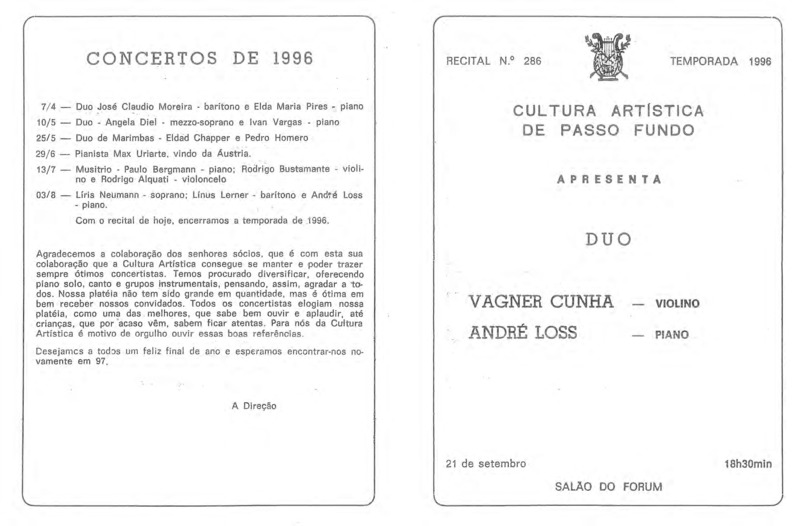 CONCERTOS DE 1996
7/4 — Duo José Claudio Moreira - barítono e Elda Maria Pires - piano
10/5 — Duo - Angela Diel - mezzo-soprano e Ivan Vargas - piano
25/5 — Duo de Marimbas - Eldad Chapper e Pedro Homero
29/6 — Pianista Max Uriarte, vindo da Áustria.
13/7 — Musitrio - Paulo Bergmann - piano; Rodrigo Bustamante - violi-
no e Rodrigo Alquati - violoncelo
03/8 — Líris Neumann - soprano; Linus Lerner - barítono e André Loss
- piano.
Com o recital de hoje, encerramos a temporada de 1996.
Agradecemos a colaboração dos senhores sócios, que é com esta sua
colaboração que a Cultura Artística consegue se manter e poder trazer
sempre ótimos concertistas. Temos procurado diversificar, oferecendo
piano solo, canto e grupos instrumentais, pensando, assim, agradar a to-
dos. Nossa platéia não tem sido grande em quantidade, mas é ótima em
bem receber nossos convidados. Todos os concertistas elogiam nossa
platéia, como uma das melhores, que sabe bem ouvir e aplaudir, até
crianças, que por acaso vêm, sabem ficar atentas. Para nós da Cultura
Artística é motivo de orgulho ouvir essas boas referências.
Desejamos a todos um feliz final de ano e esperamos encontrar-nos no-
vamente em 97.
A Direção
RECITAL N.º 286
TEMPORADA 1996
CULTURA ARTÍSTICA
DE PASSO FUNDO
APRESENTA
DUO
VAGNER CUNHA — VIOLINO
ANDRÉ LOSS — PIANO
21 de setembro
18h30min
SALÃO DO FORUM